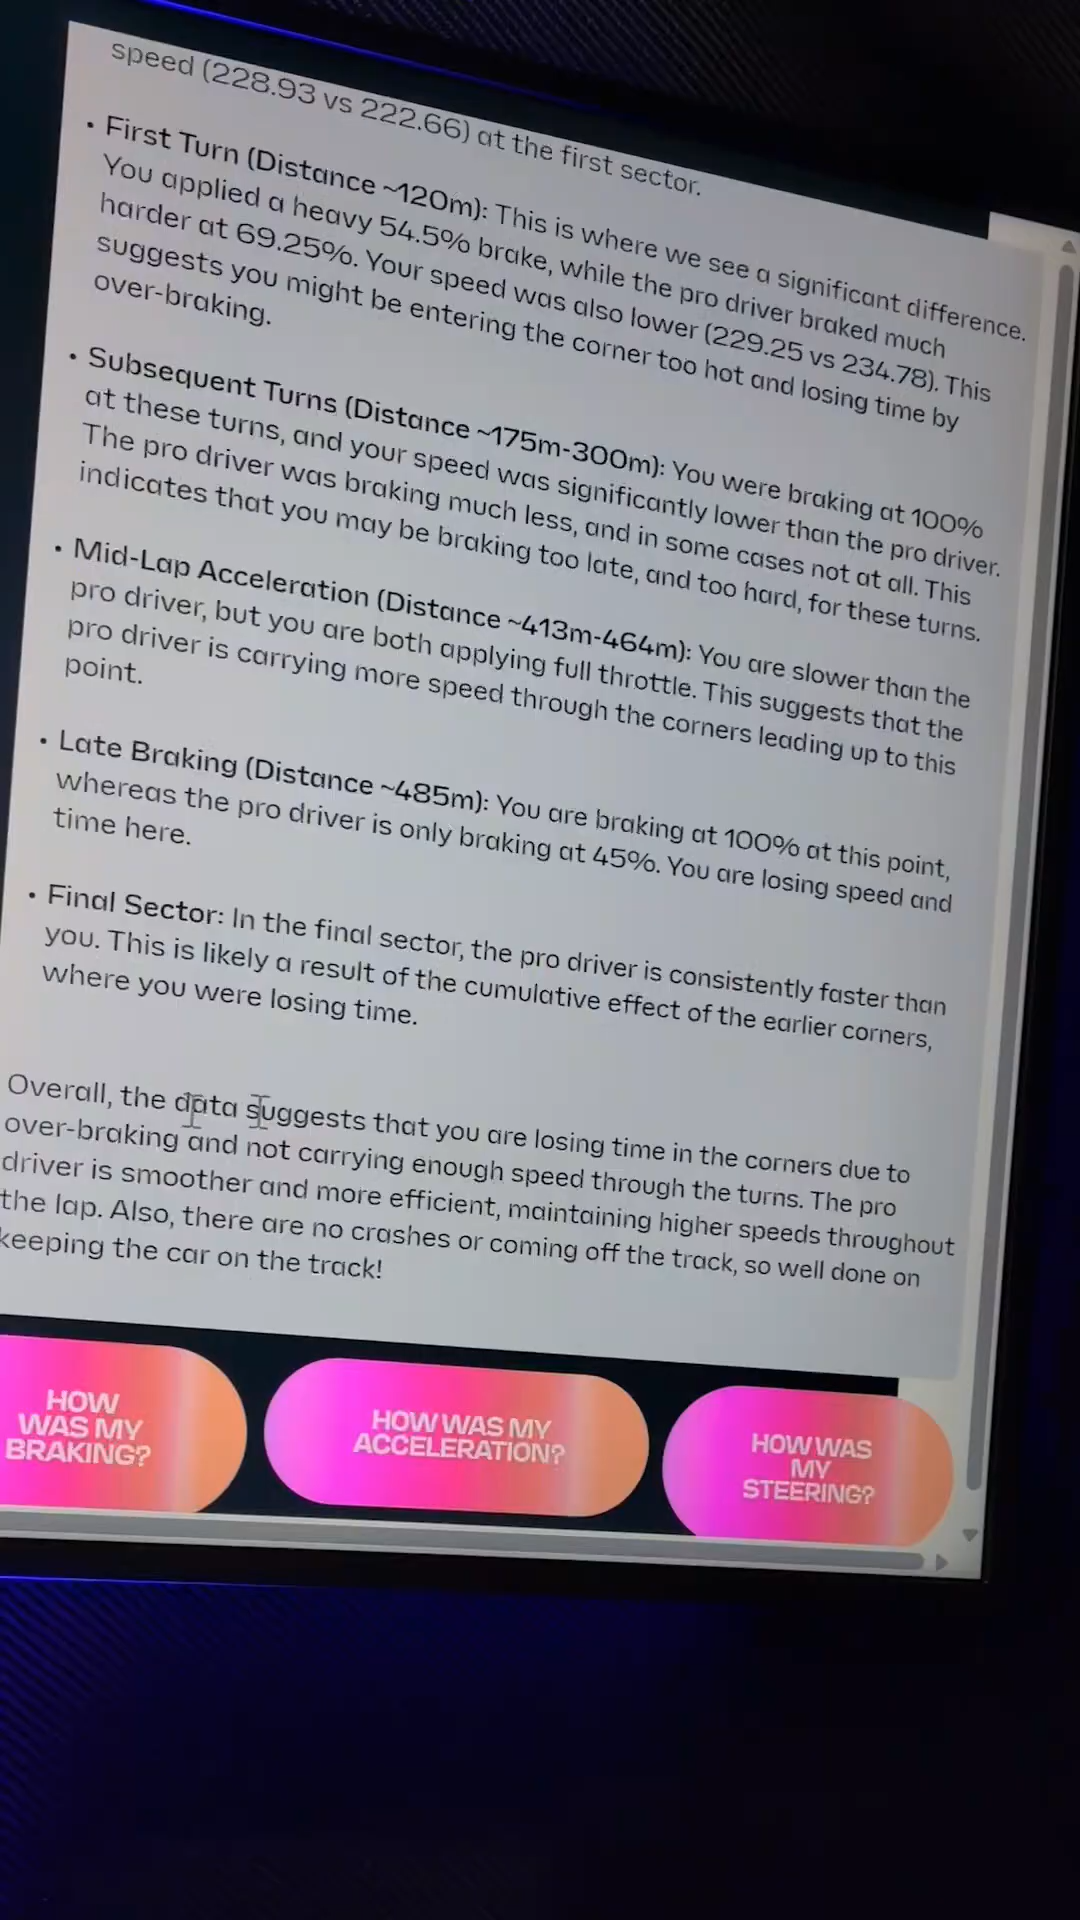 speed (228.93 vs 222.66) at the first sector.
• First Turn (Distance ~120m): This is where we see a significant difference.
You applied a heavy 54.5% brake, while the pro driver braked much
harder at 69.25%. Your speed was also lower (229.25 vs 234.78). This
suggests you might be entering the corner too hot and losing time by
over-braking.
• Subsequent Turns (Distance ~175m-300m): You were braking at 100%
at these turns, and your speed was significantly lower than the pro driver.
The pro driver was braking much less, and in some cases not at all. This
indicates that you may be braking too late, and too hard, for these turns.
• Mid-Lap Acceleration (Distance ~413m-464m): You are slower than the
pro driver, but you are both applying full throttle. This suggests that the
pro driver is carrying more speed through the corners leading up to this
point.
• Late Braking (Distance ~485m): You are braking at 100% at this point,
whereas the pro driver is only braking at 45%. You are losing speed and
time here.
• Final Sector: In the final sector, the pro driver is consistently faster than
you. This is likely a result of the cumulative effect of the earlier corners,
where you were losing time.
Overall, the data suggests that you are losing time in the corners due to
over-braking and not carrying enough speed through the turns. The pro
driver is smoother and more efficient, maintaining higher speeds throughout
the lap. Also, there are no crashes or coming off the track, so well done on
keeping the car on the track!
HOW
WAS MY
BRAKING?
HOW WAS MY
ACCELERATION?
HOW WAS
MY
STEERING?